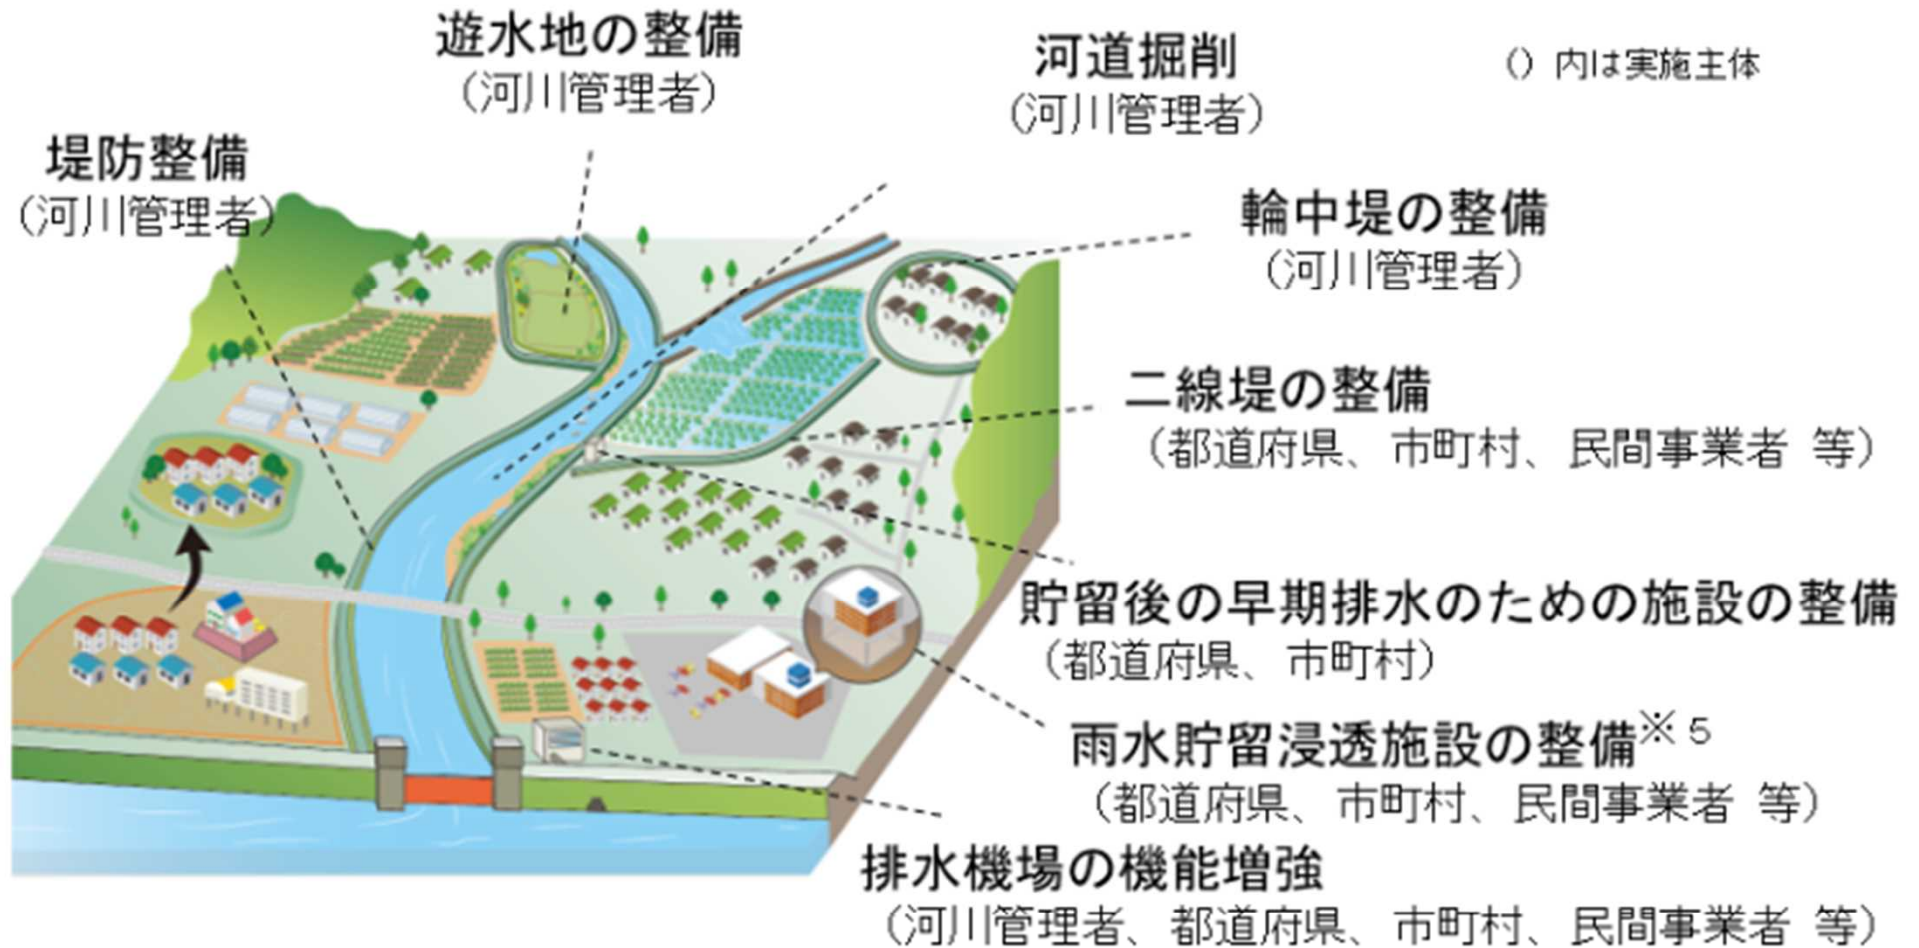 遊水地の整備
（河川管理者）
河道掘削
（河川管理者）
（）内は実施主体
堤防整備
（河川管理者）
輪中堤の整備
（河川管理者）
二線堤の整備
（都道府県、市町村、民間事業者 等）
貯留後の早期排水のための施設の整備
（都道府県、市町村）
雨水貯留浸透施設の整備※５
（都道府県、市町村、民間事業者 等）
排水機場の機能増強
（河川管理者、都道府県、市町村、民間事業者 等）